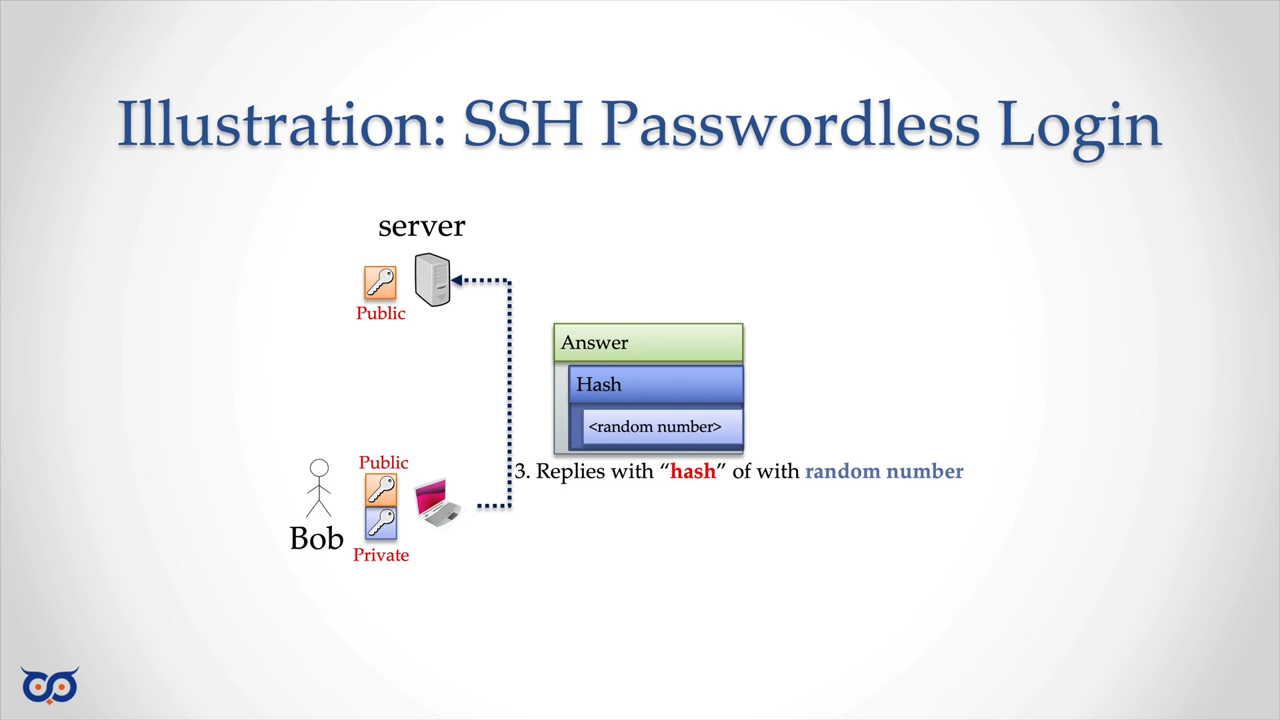 Illustration: SSH Passwordless Login
server
Public
Answer
Hash
<random number>
Public
3. Replies with “hash” of with random number
Bob
Private